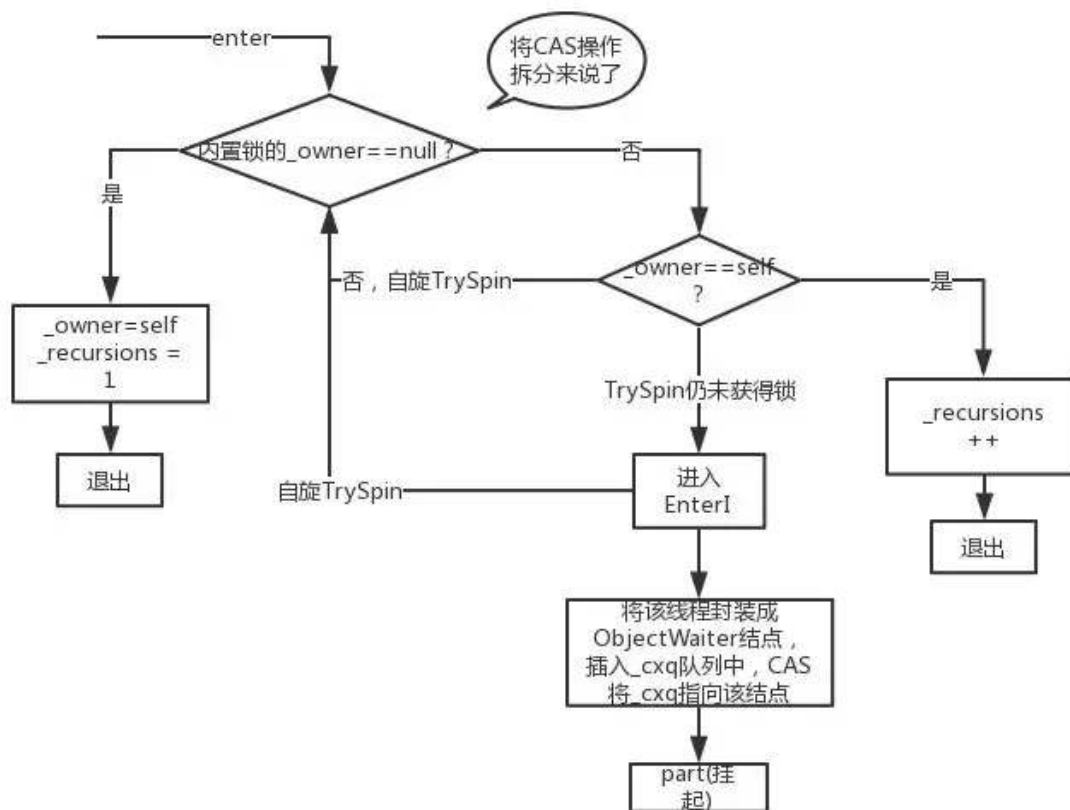 enter
将CAS操作
拆分来说了
内置锁的_owner==null？
是
否
_owner=self
_recursions =
1
退出
_owner==self
？
否，自旋TrySpin
是
TrySpin仍未获得锁
_recursions
++
退出
进入
EnterI
自旋TrySpin
将该线程封装成
ObjectWaiter结点，
插入_cxq队列中，CAS
将_cxq指向该结点
part(挂
起)